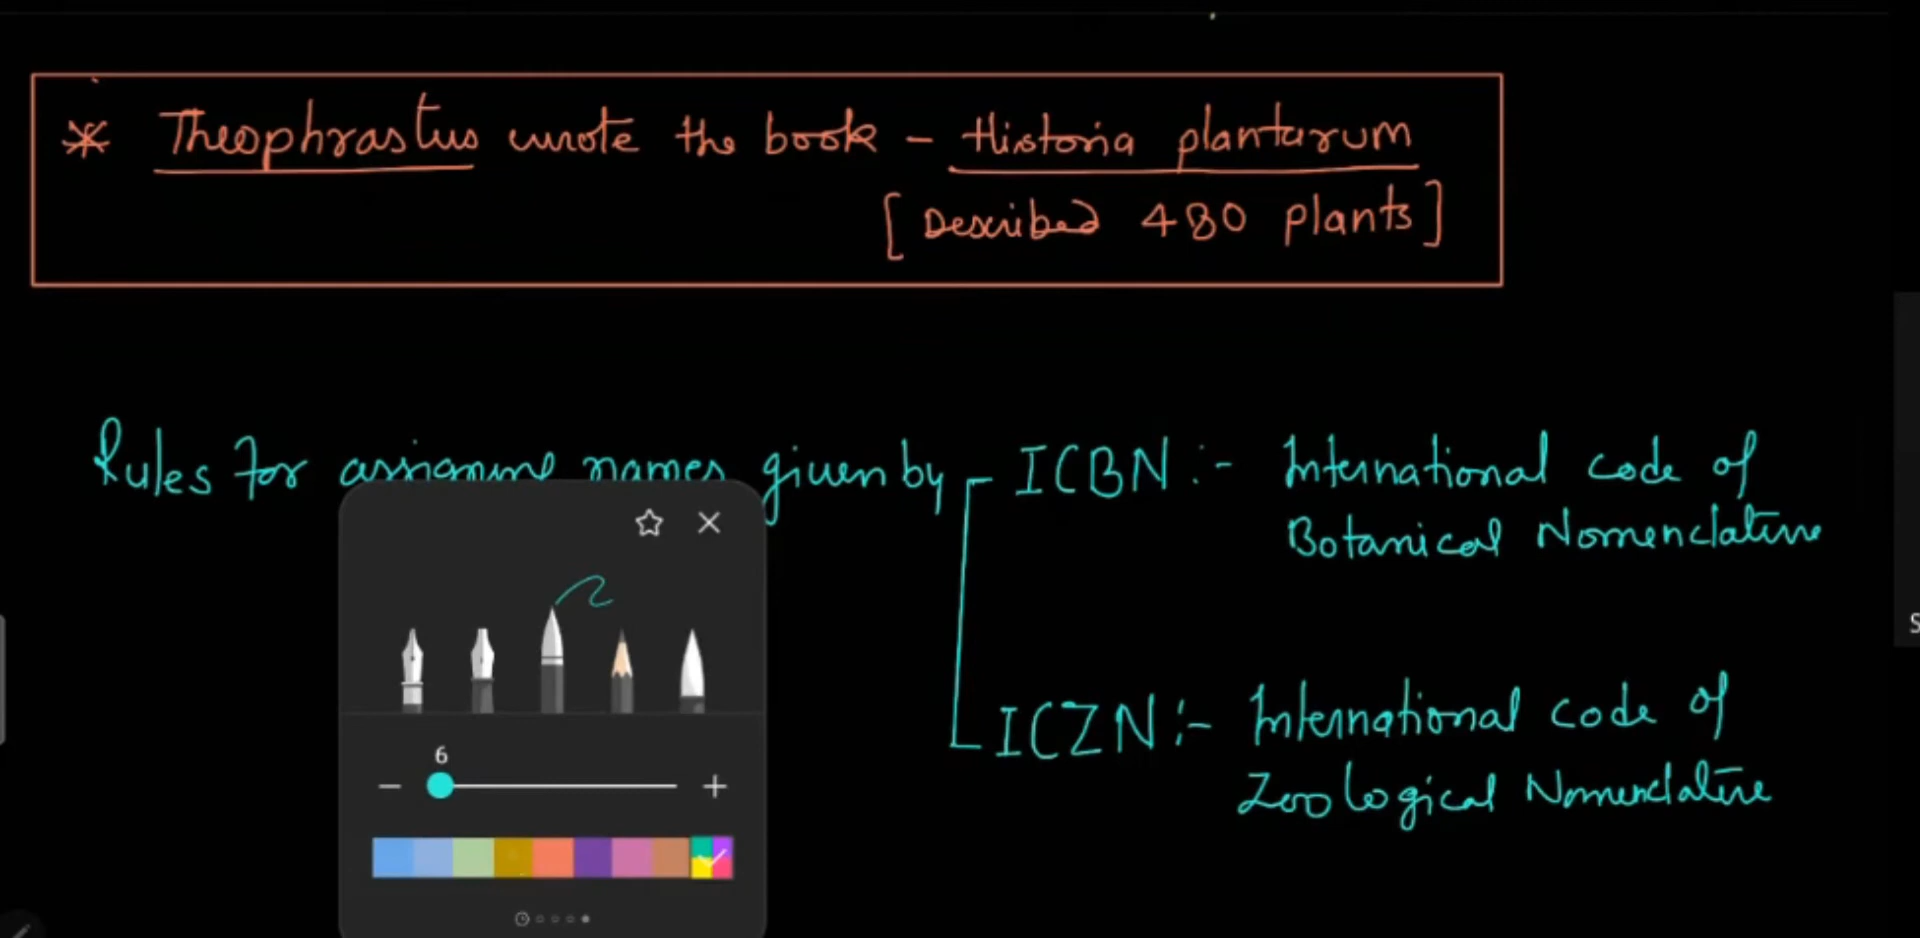 * Theophrastus wrote the book - Historia plantarum
[Described 480 plants]
Rules for assigning names given by ICBN :- International code of
Botanical Nomenclature
6
ICZN :- International code of
Zoological Nomenclature
S